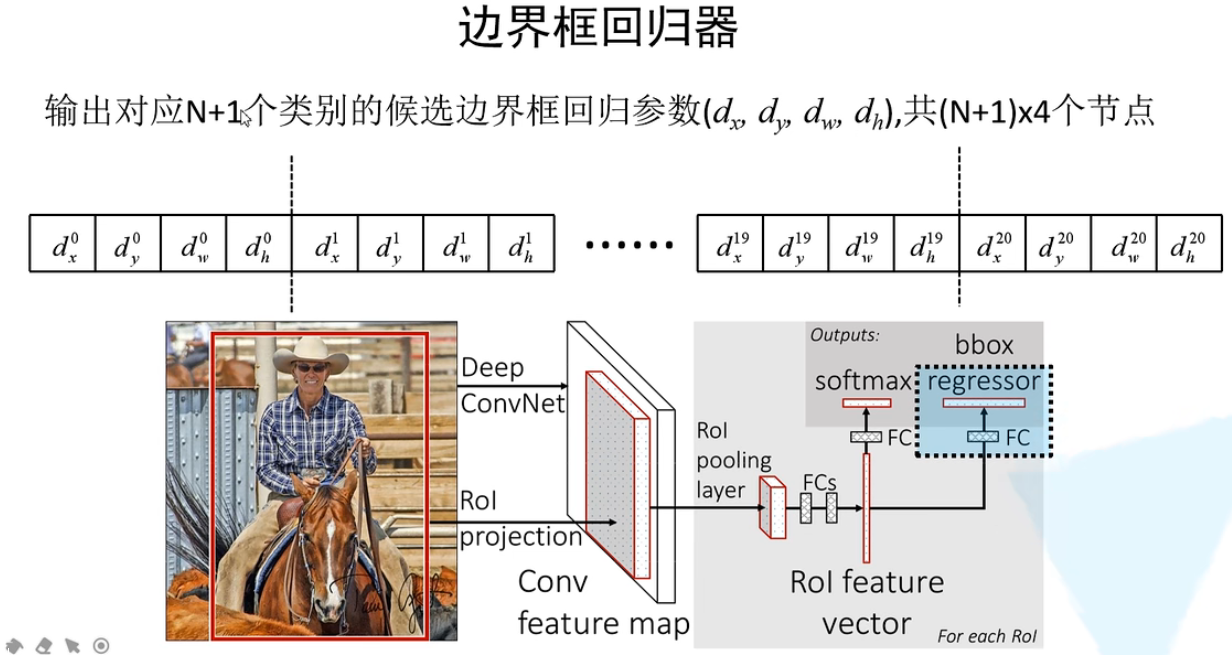 边界框回归器
输出对应N+1个类别的候选边界框回归参数(dₓ, d_y, d_w, d_h),共(N+1)x4个节点
d_x^0 d_y^0 d_w^0 d_h^0 d_x^1 d_y^1 d_w^1 d_h^1 ······· d_x^19 d_y^19 d_w^19 d_h^19 d_x^20 d_y^20 d_w^20 d_h^20
Outputs:
bbox
softmax regressor
FC FC
Deep
ConvNet
RoI
projection
Conv
feature map
RoI
pooling
layer
FCs
RoI feature
vector
For each RoI